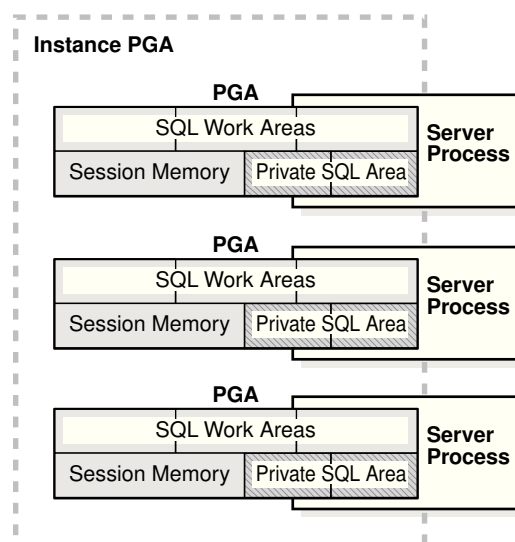 Instance PGA
PGA
SQL Work Areas
Server
Process
Session Memory
Private SQL Area
PGA
SQL Work Areas
Server
Process
Session Memory
Private SQL Area
PGA
SQL Work Areas
Server
Process
Session Memory
Private SQL Area